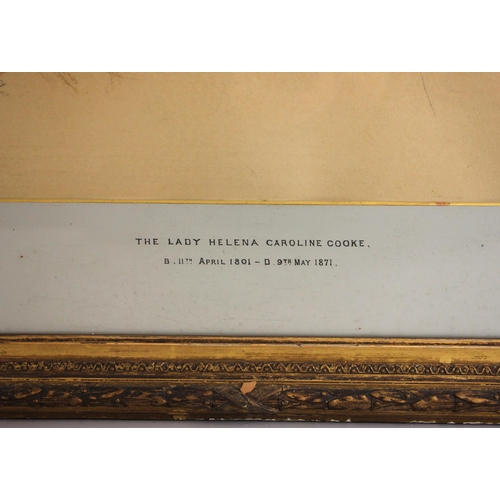 THE LADY HELENA CAROLINE COOKE.
B. 11TH APRIL 1801 – D. 9TH MAY 1871.